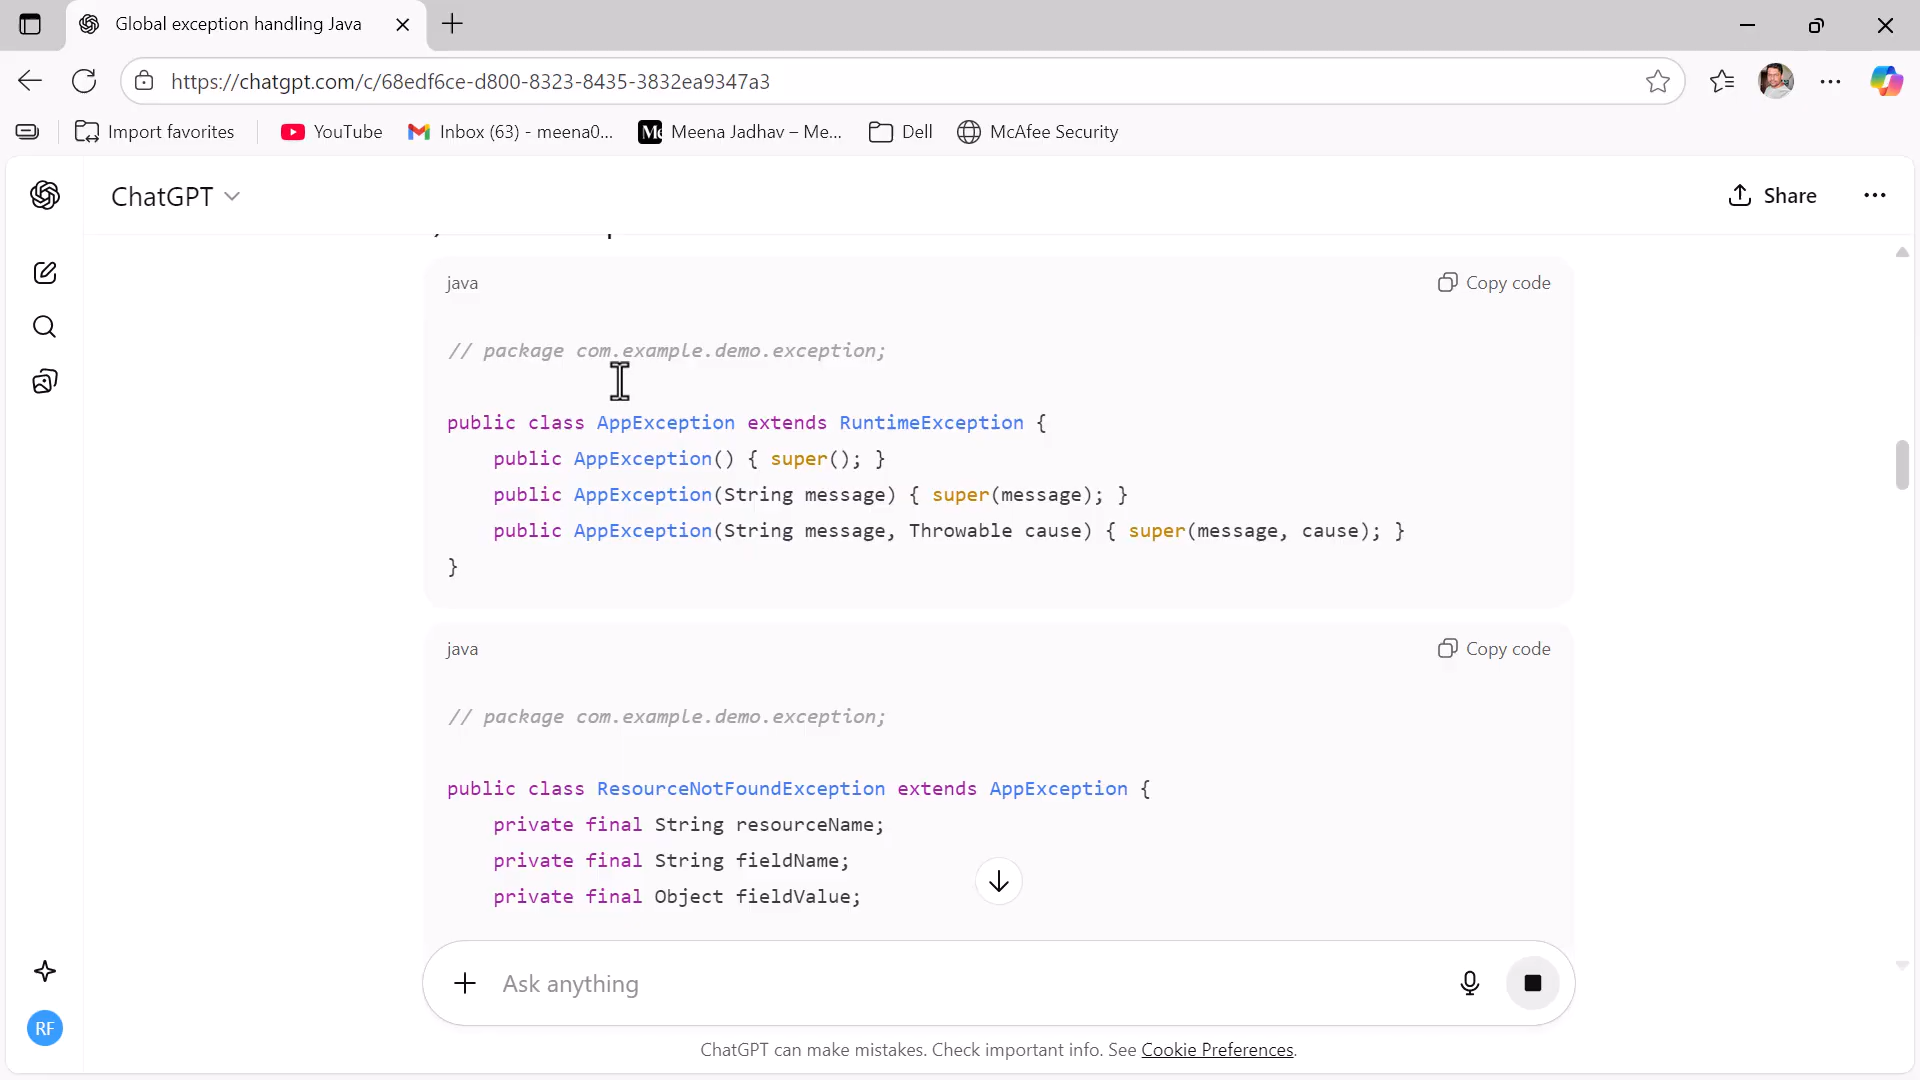 Global exception handling Java
https://chatgpt.com/c/68edf6ce-d800-8323-8435-3832ea9347a3
Import favorites
YouTube
Inbox (63) - meena0...
Me
Meena Jadhav – Me...
Dell
McAfee Security
ChatGPT
Share
java
Copy code
// package com.example.demo.exception;
public class AppException extends RuntimeException {
public AppException() { super(); }
public AppException(String message) { super(message); }
public AppException(String message, Throwable cause) { super(message, cause); }
}
java
Copy code
// package com.example.demo.exception;
public class ResourceNotFoundException extends AppException {
private final String resourceName;
private final String fieldName;
private final Object fieldValue;
Ask anything
RF
ChatGPT can make mistakes. Check important info. See Cookie Preferences.